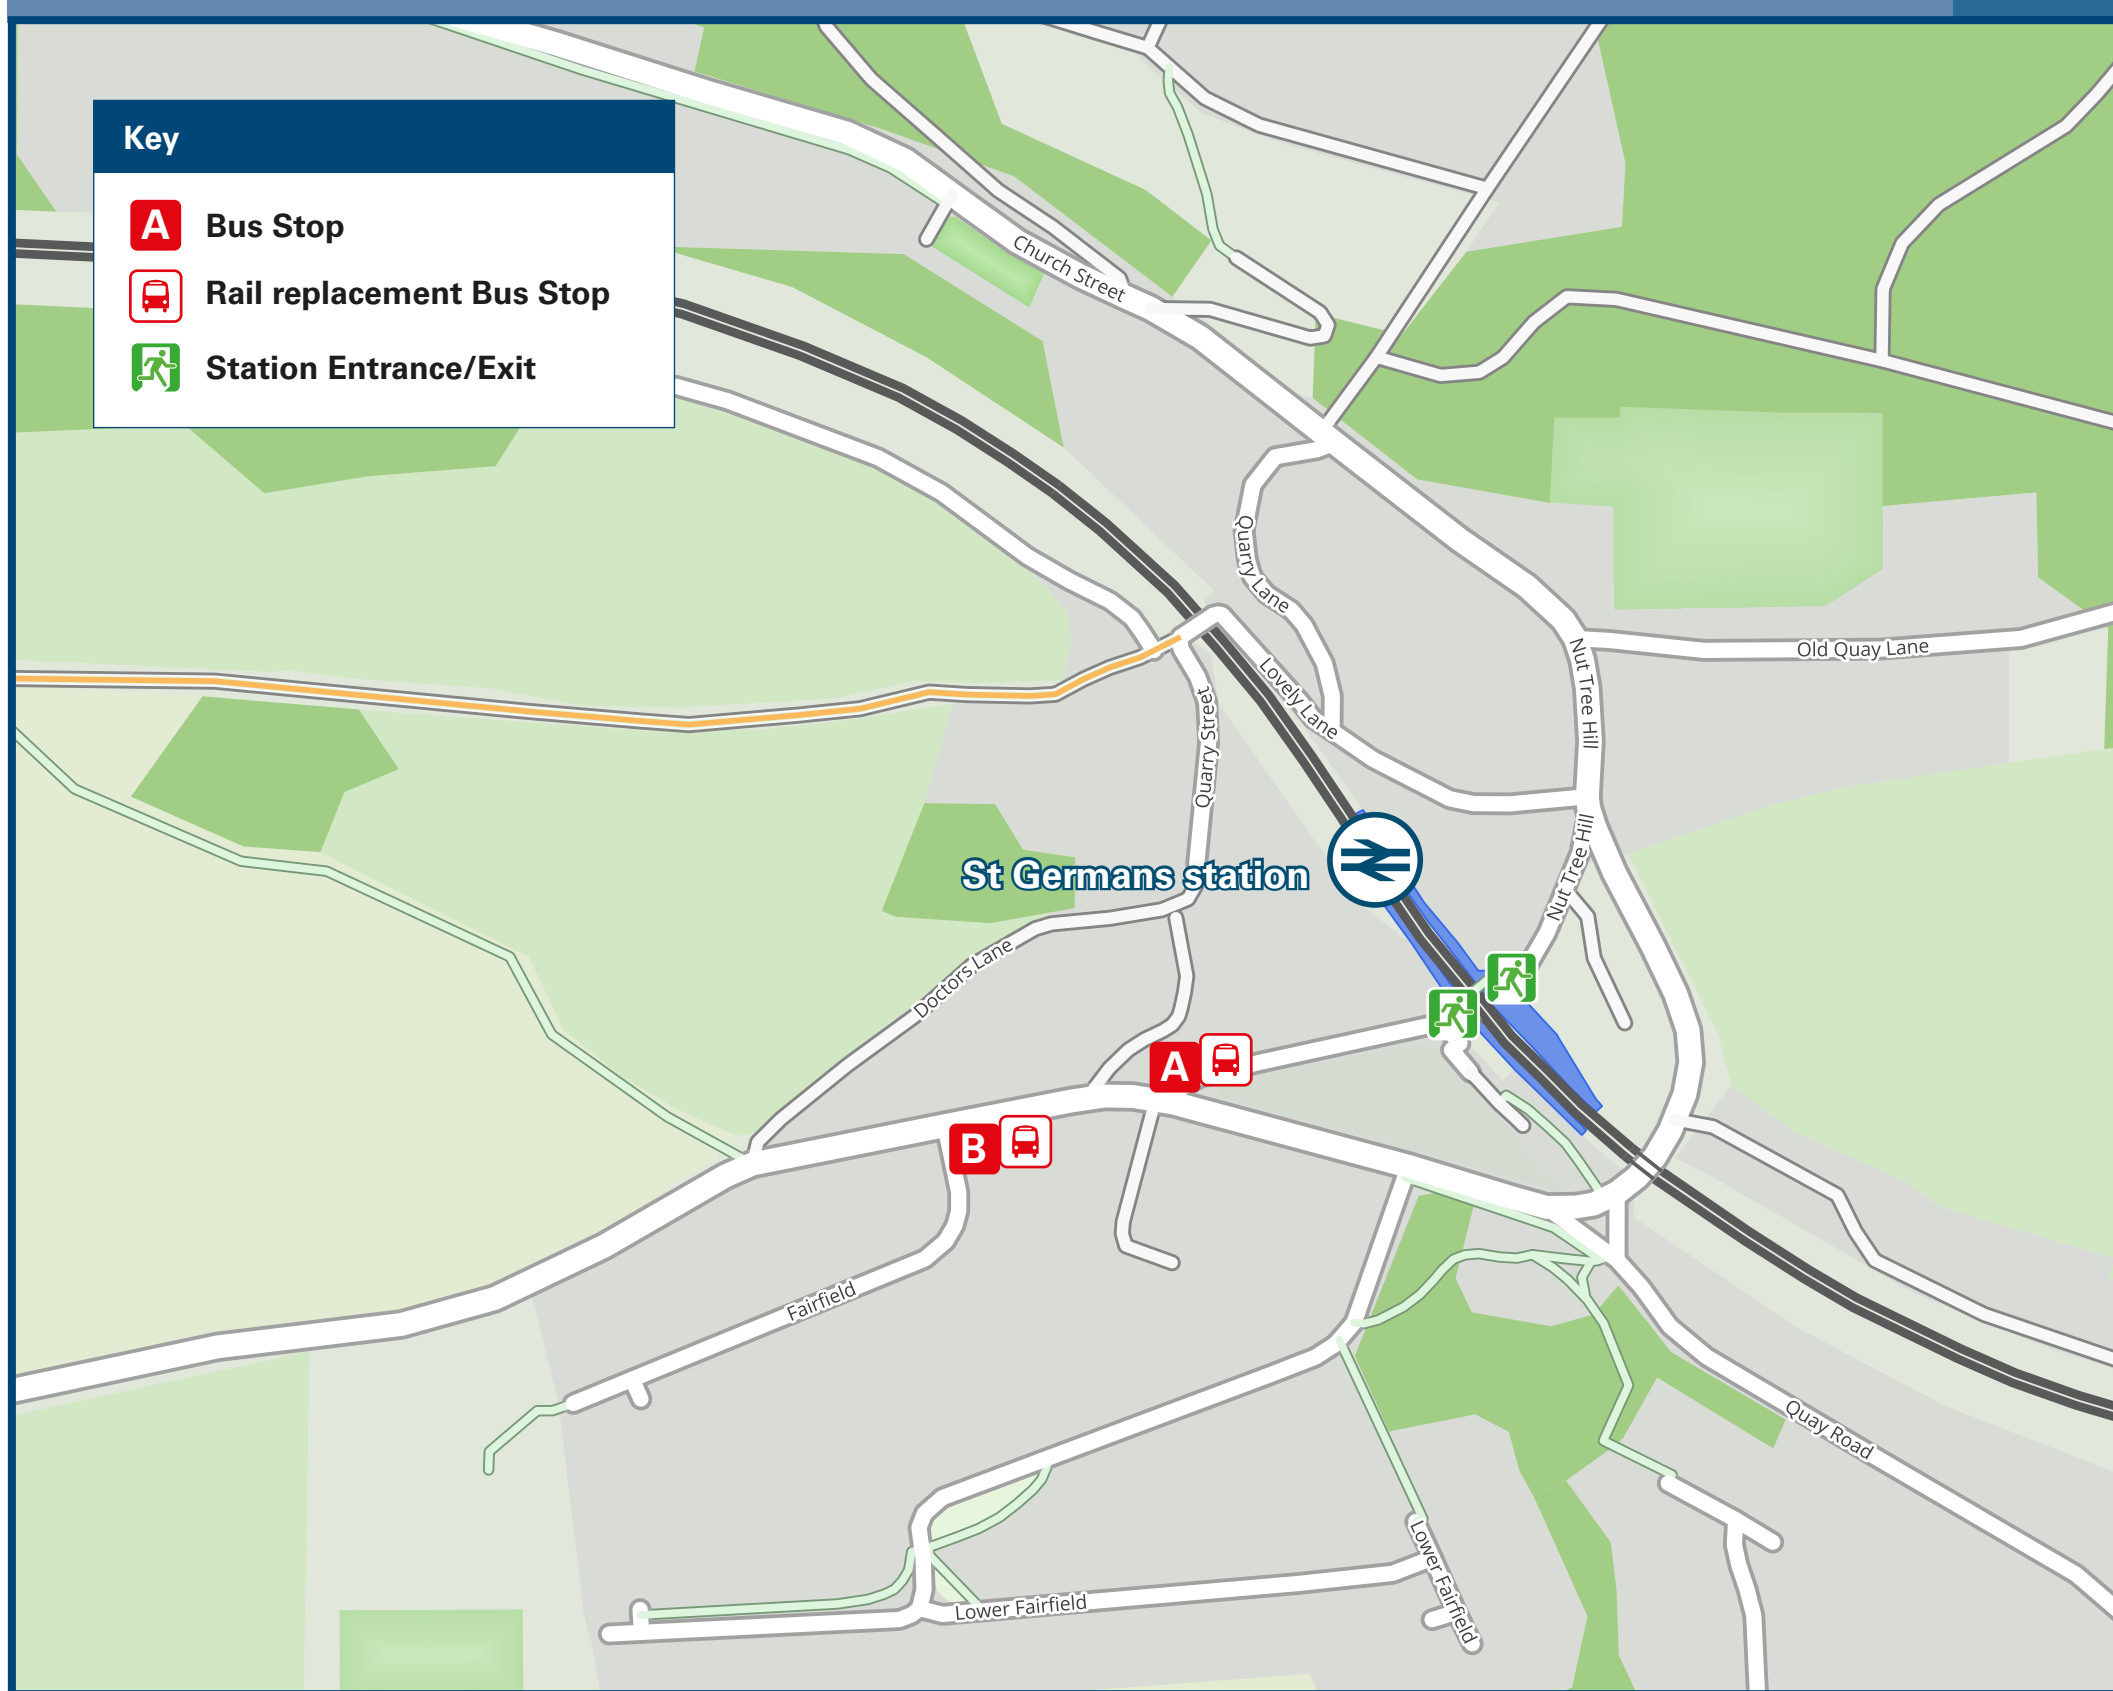 Key
A
Bus Stop
Rail replacement Bus Stop
Station Entrance/Exit
Church Street
Quarry Lane
Nut Tree Hill
Old Quay Lane
Lovely Lane
Quarry Street
Nut Tree Hill
St Germans station
Doctors Lane
A
B
Fairfield
Quay Road
Lower Fairfield
Lower Fairfield